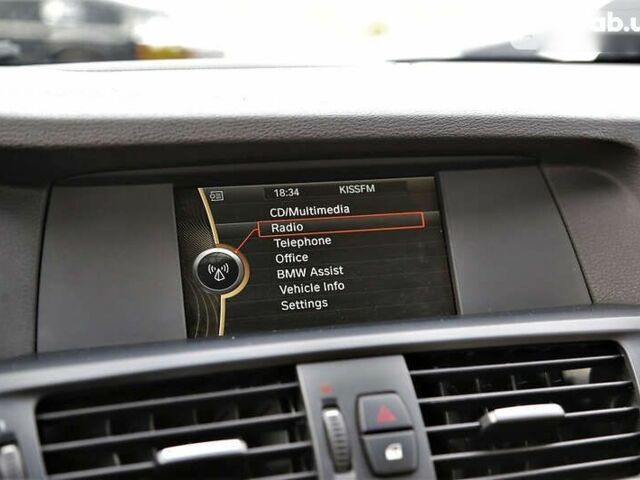 18:34 KISSFM
CD/Multimedia
Radio
Telephone
Office
BMW Assist
Vehicle Info
Settings